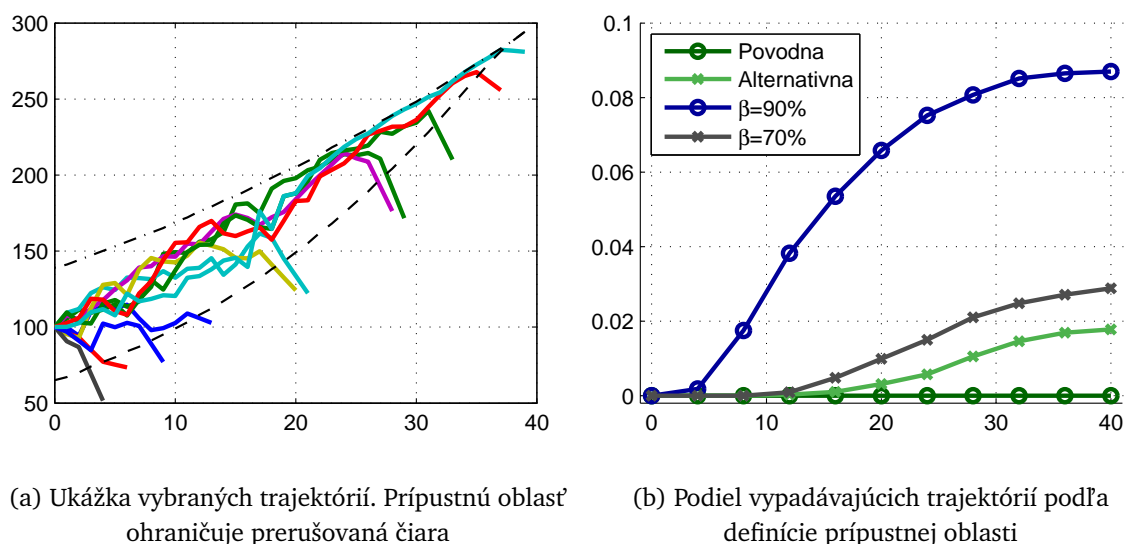 300
250
200
150
100
50
0
10
20
30
40
0.1
0.08
0.06
0.04
0.02
0
0
10
20
30
40
Povodna
Alternativna
β=90%
β=70%
(a) Ukážka vybraných trajektórií. Prípustnú oblasť
ohraničuje prerušovaná čiara
(b) Podiel vypadávajúcich trajektórií podľa
definície prípustnej oblasti